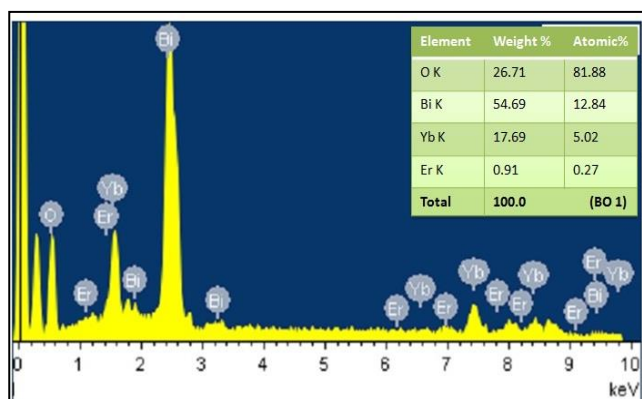 Bi
Element Weight % Atomic%
O K 26.71 81.88
Bi K 54.69 12.84
Yb K 17.69 5.02
Er K 0.91 0.27
Total 100.0 (BO 1)
Yb
O Er
Er Bi Bi
Er Yb Er Yb Er Er Yb Er Er Bi Yb
0 1 2 3 4 5 6 7 8 9 10
keV